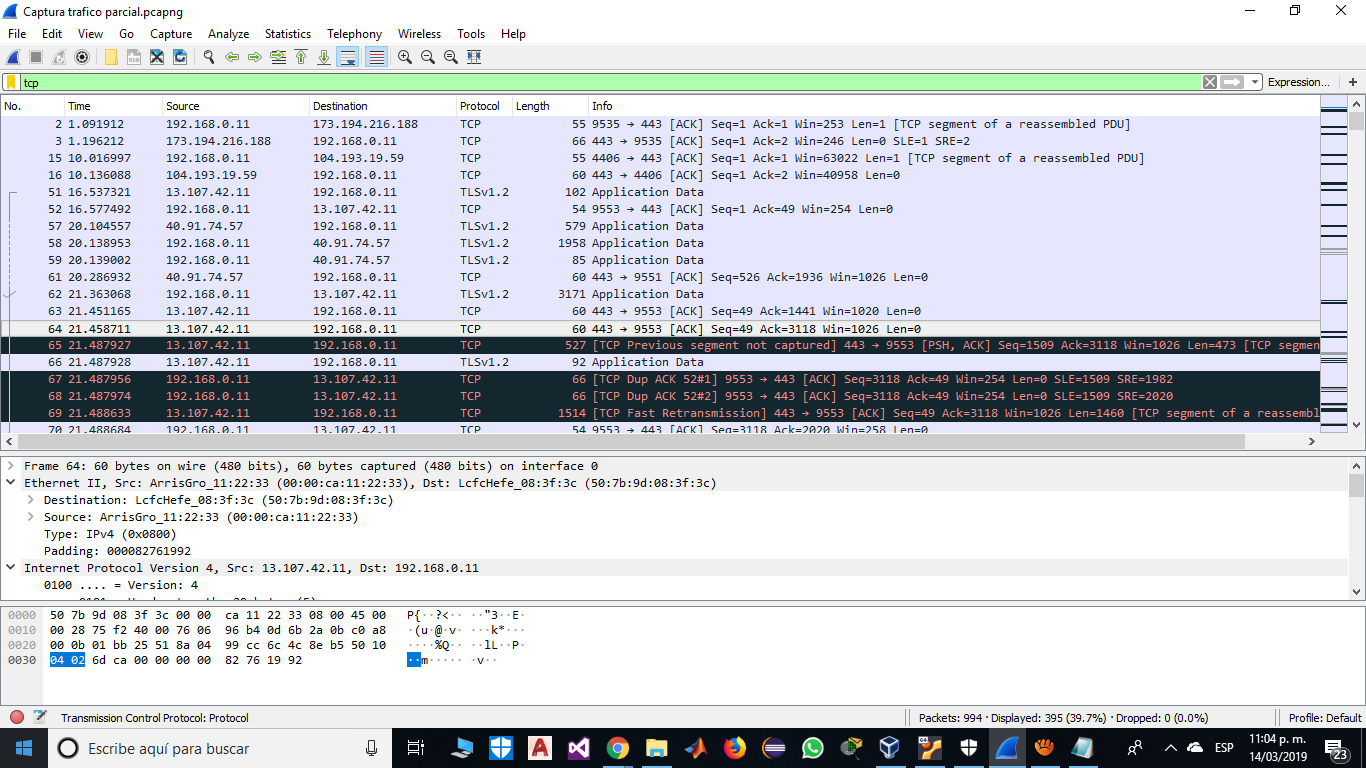 Captura trafico parcial.pcapng
File Edit View Go Capture Analyze Statistics Telephony Wireless Tools Help
tcp Expression... +
No. Time Source Destination Protocol Length Info
2 1.091912 192.168.0.11 173.194.216.188 TCP 55 9535 → 443 [ACK] Seq=1 Ack=1 Win=253 Len=1 [TCP segment of a reassembled PDU]
3 1.196212 173.194.216.188 192.168.0.11 TCP 66 443 → 9535 [ACK] Seq=1 Ack=2 Win=246 Len=0 SLE=1 SRE=2
15 10.016997 192.168.0.11 104.193.19.59 TCP 55 4406 → 443 [ACK] Seq=1 Ack=1 Win=63022 Len=1 [TCP segment of a reassembled PDU]
16 10.136088 104.193.19.59 192.168.0.11 TCP 60 443 → 4406 [ACK] Seq=1 Ack=2 Win=40958 Len=0
51 16.537321 13.107.42.11 192.168.0.11 TLSv1.2 102 Application Data
52 16.577492 192.168.0.11 13.107.42.11 TCP 54 9553 → 443 [ACK] Seq=1 Ack=49 Win=254 Len=0
57 20.104557 40.91.74.57 192.168.0.11 TLSv1.2 579 Application Data
58 20.138953 192.168.0.11 40.91.74.57 TLSv1.2 1958 Application Data
59 20.139002 192.168.0.11 40.91.74.57 TLSv1.2 85 Application Data
61 20.286932 40.91.74.57 192.168.0.11 TCP 60 443 → 9551 [ACK] Seq=526 Ack=1936 Win=1026 Len=0
62 21.363068 192.168.0.11 13.107.42.11 TLSv1.2 3171 Application Data
63 21.451165 13.107.42.11 192.168.0.11 TCP 60 443 → 9553 [ACK] Seq=49 Ack=1441 Win=1020 Len=0
64 21.458711 13.107.42.11 192.168.0.11 TCP 60 443 → 9553 [ACK] Seq=49 Ack=3118 Win=1026 Len=0
65 21.487927 13.107.42.11 192.168.0.11 TCP 527 [TCP Previous segment not captured] 443 → 9553 [PSH, ACK] Seq=1509 Ack=3118 Win=1026 Len=473 [TCP segmen
66 21.487928 13.107.42.11 192.168.0.11 TLSv1.2 92 Application Data
67 21.487956 192.168.0.11 13.107.42.11 TCP 66 [TCP Dup ACK 52#1] 9553 → 443 [ACK] Seq=3118 Ack=49 Win=254 Len=0 SLE=1509 SRE=1982
68 21.487974 192.168.0.11 13.107.42.11 TCP 66 [TCP Dup ACK 52#2] 9553 → 443 [ACK] Seq=3118 Ack=49 Win=254 Len=0 SLE=1509 SRE=2020
69 21.488633 13.107.42.11 192.168.0.11 TCP 1514 [TCP Fast Retransmission] 443 → 9553 [ACK] Seq=49 Ack=3118 Win=1026 Len=1460 [TCP segment of a reassembl
70 21.488684 192.168.0.11 13.107.42.11 TCP 54 9553 → 443 [ACK] Seq=3118 Ack=2020 Win=258 Len=0
Frame 64: 60 bytes on wire (480 bits), 60 bytes captured (480 bits) on interface 0
Ethernet II, Src: ArrisGro_11:22:33 (00:00:ca:11:22:33), Dst: LcfcHefe_08:3f:3c (50:7b:9d:08:3f:3c)
Destination: LcfcHefe_08:3f:3c (50:7b:9d:08:3f:3c)
Source: ArrisGro_11:22:33 (00:00:ca:11:22:33)
Type: IPv4 (0x0800)
Padding: 000082761992
Internet Protocol Version 4, Src: 13.107.42.11, Dst: 192.168.0.11
0100 .... = Version: 4
0000 50 7b 9d 08 3f 3c 00 00 ca 11 22 33 08 00 45 00 P{··?<·· ··"3··E·
0010 00 28 75 f2 40 00 76 06 96 b4 0d 6b 2a 0b c0 a8 ·(u·@·v· ···k*···
0020 00 0b 01 bb 25 51 8a 04 99 cc 6c 4c 8e b5 50 10 ····%Q·· ··lL··P·
0030 04 02 6d ca 00 00 00 00 82 76 19 92 ··m····· ·v··
Transmission Control Protocol: Protocol Packets: 994 · Displayed: 395 (39.7%) · Dropped: 0 (0.0%) Profile: Default
Escribe aquí para buscar ESP 11:04 p. m.
14/03/2019 23